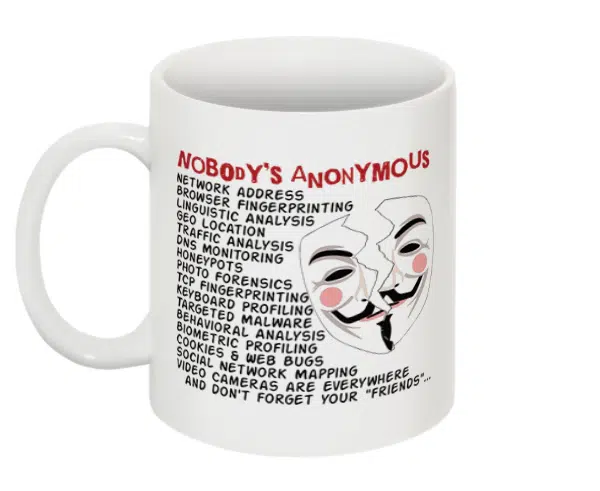 NOBODY'S ANONYMOUS
NETWORK ADDRESS
BROWSER FINGERPRINTING
LINGUISTIC ANALYSIS
GEO LOCATION
TRAFFIC ANALYSIS
DNS MONITORING
HONEYPOTS
PHOTO FORENSICS
TCP FINGERPRINTING
KEYBOARD PROFILING
TARGETED MALWARE
BEHAVIORAL ANALYSIS
BIOMETRIC PROFILING
COOKIES & WEB BUGS
SOCIAL NETWORK MAPPING
VIDEO CAMERAS ARE EVERYWHERE
AND DON'T FORGET YOUR "FRIENDS"...